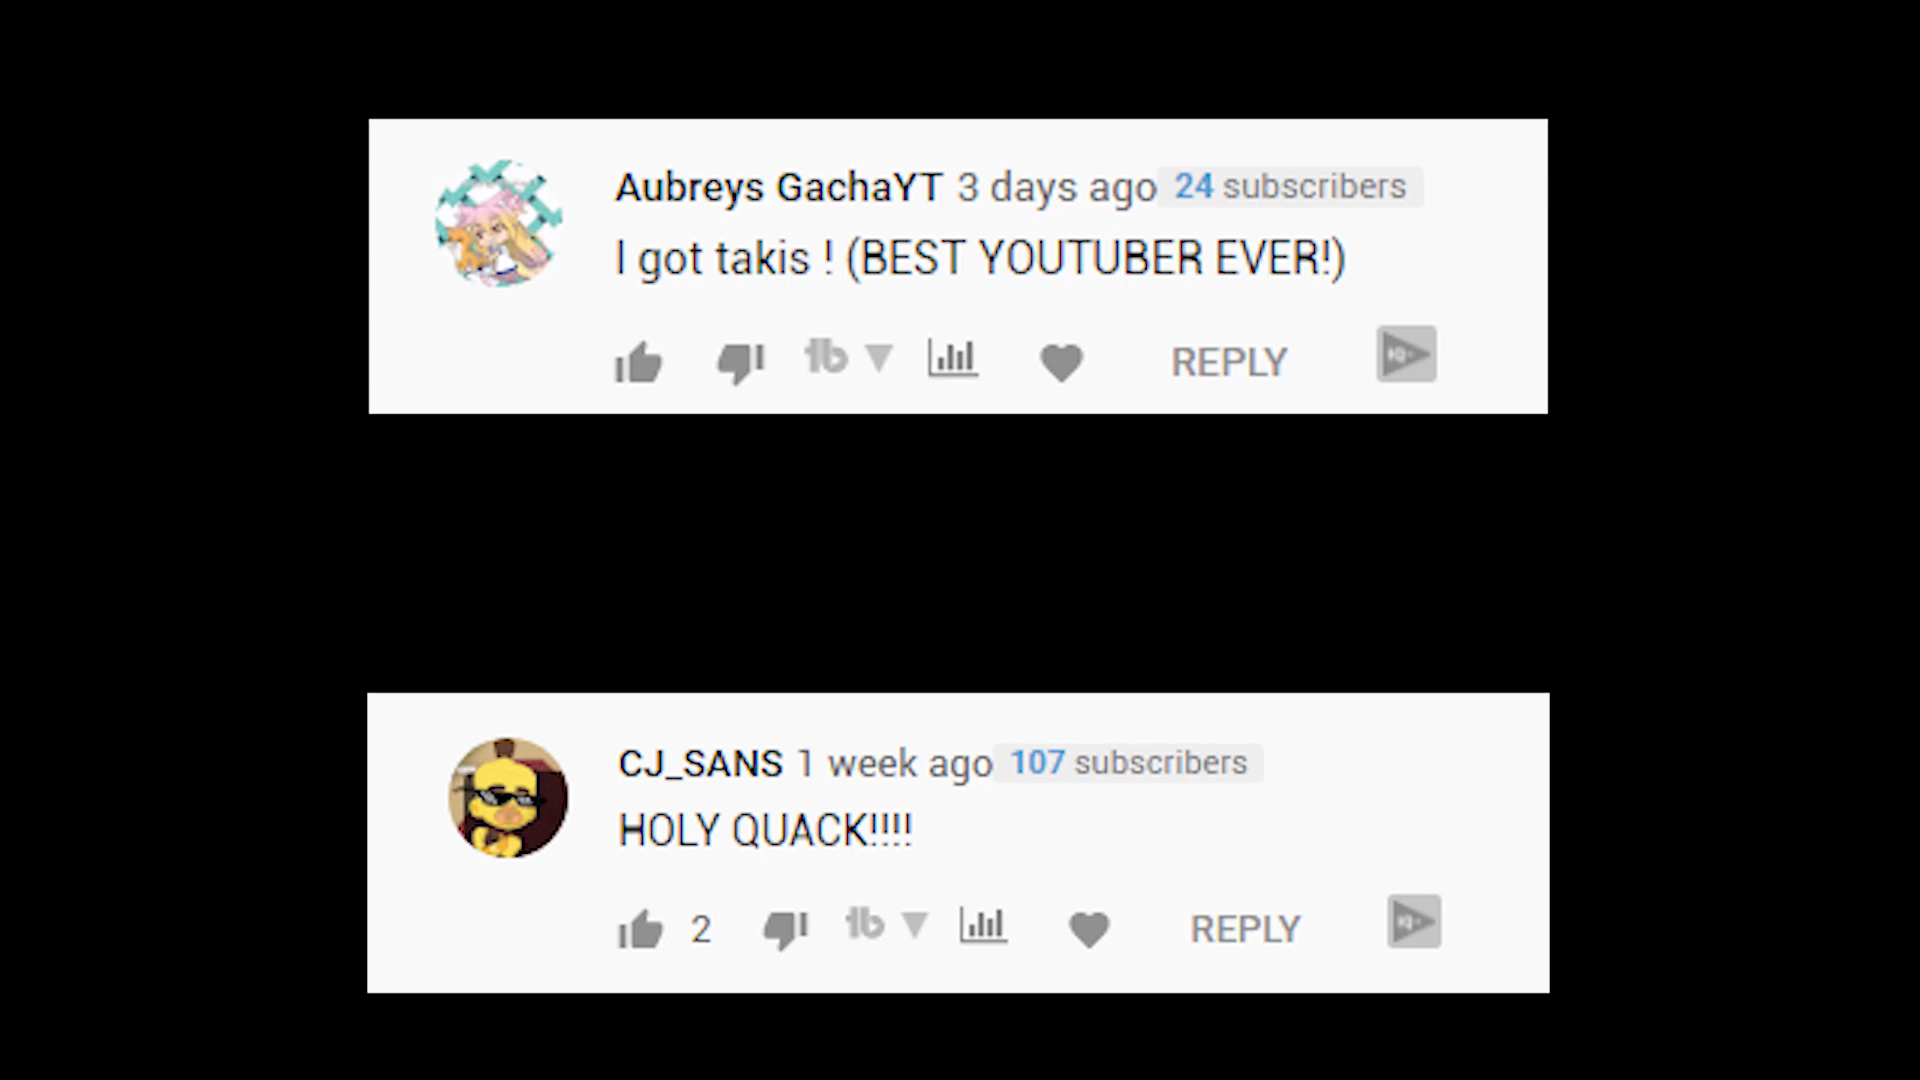 Aubreys GachaYT 3 days ago 24 subscribers
I got takis ! (BEST YOUTUBER EVER!)
REPLY
CJ_SANS 1 week ago 107 subscribers
HOLY QUACK!!!!
2 REPLY